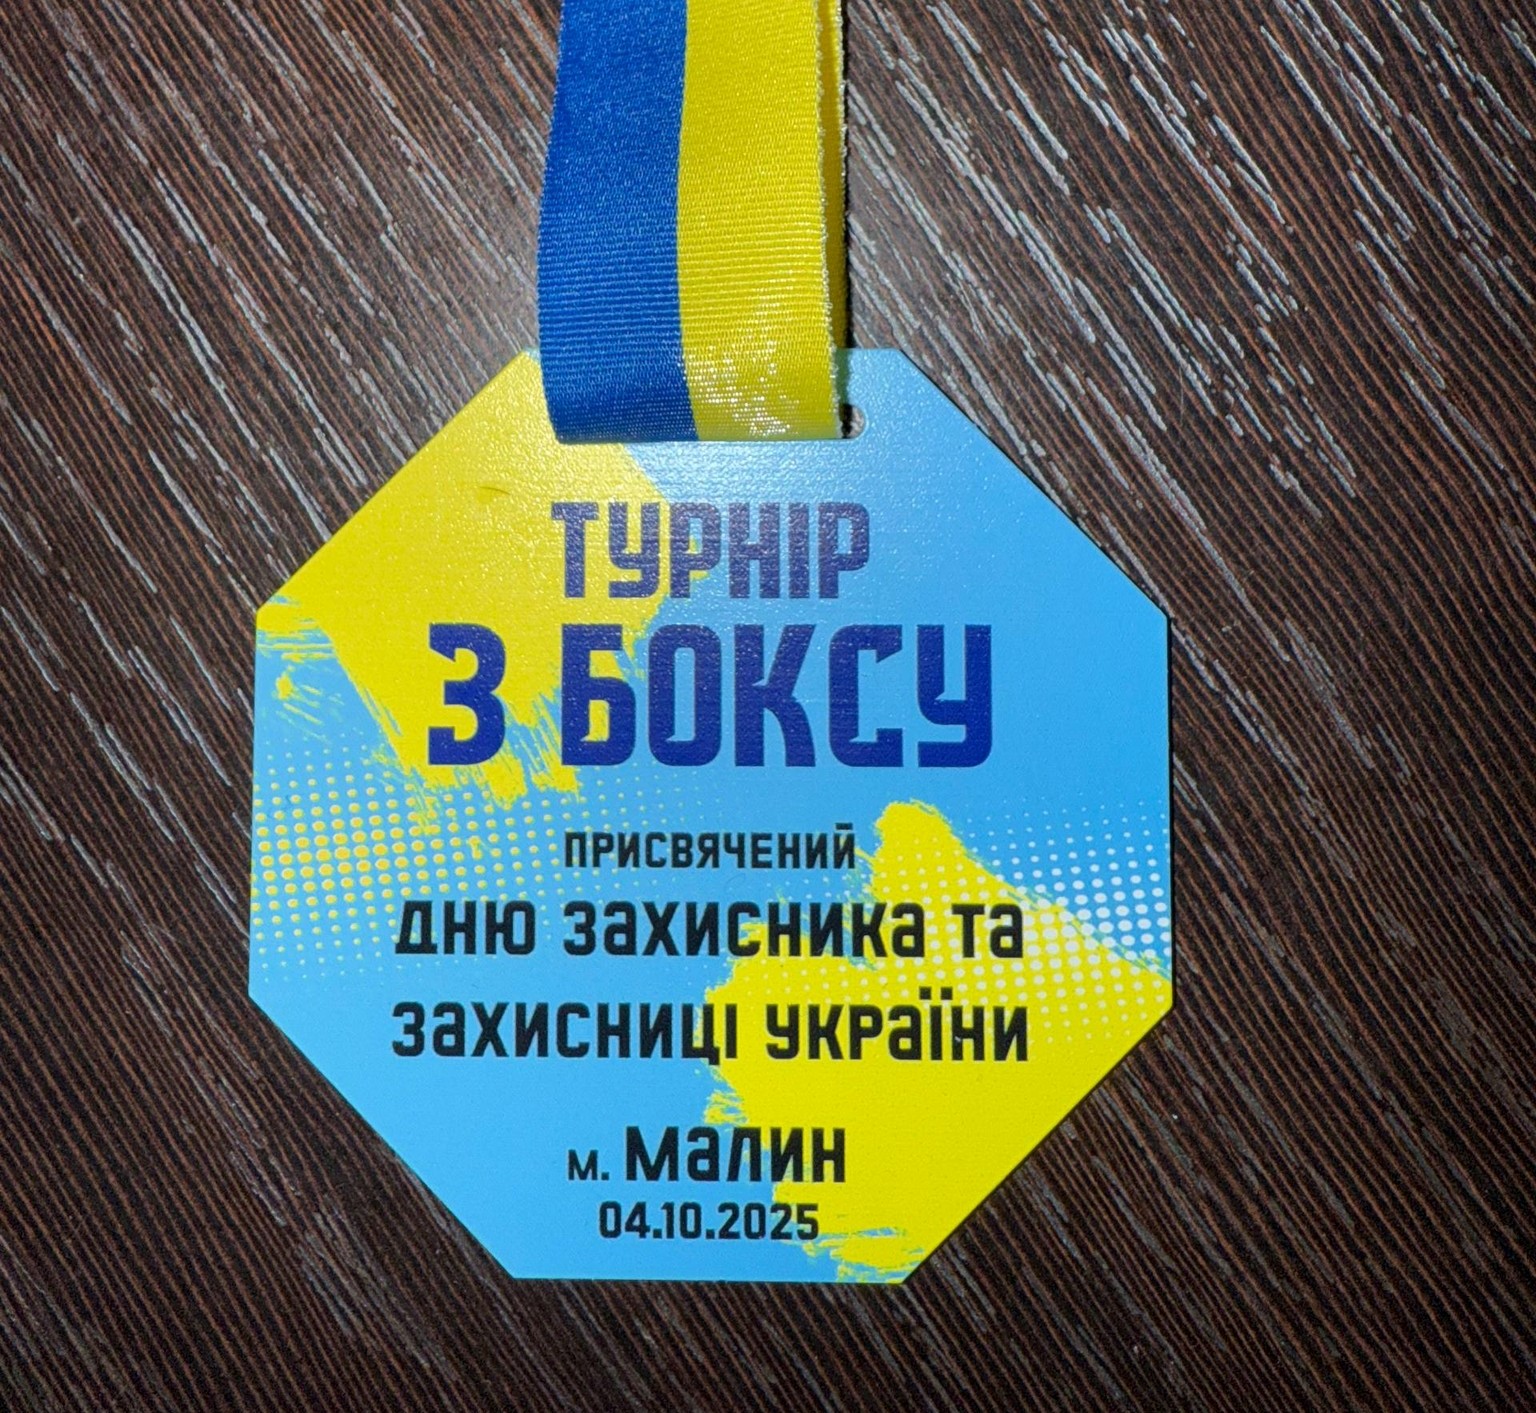 ТУРНІР
З БОКСУ
ПРИСВЯЧЕНИЙ
ДНЮ ЗаХИСНИКа Та
ЗаХИСНИЦІ УКРаЇНИ
м. Малин
04.10.2025